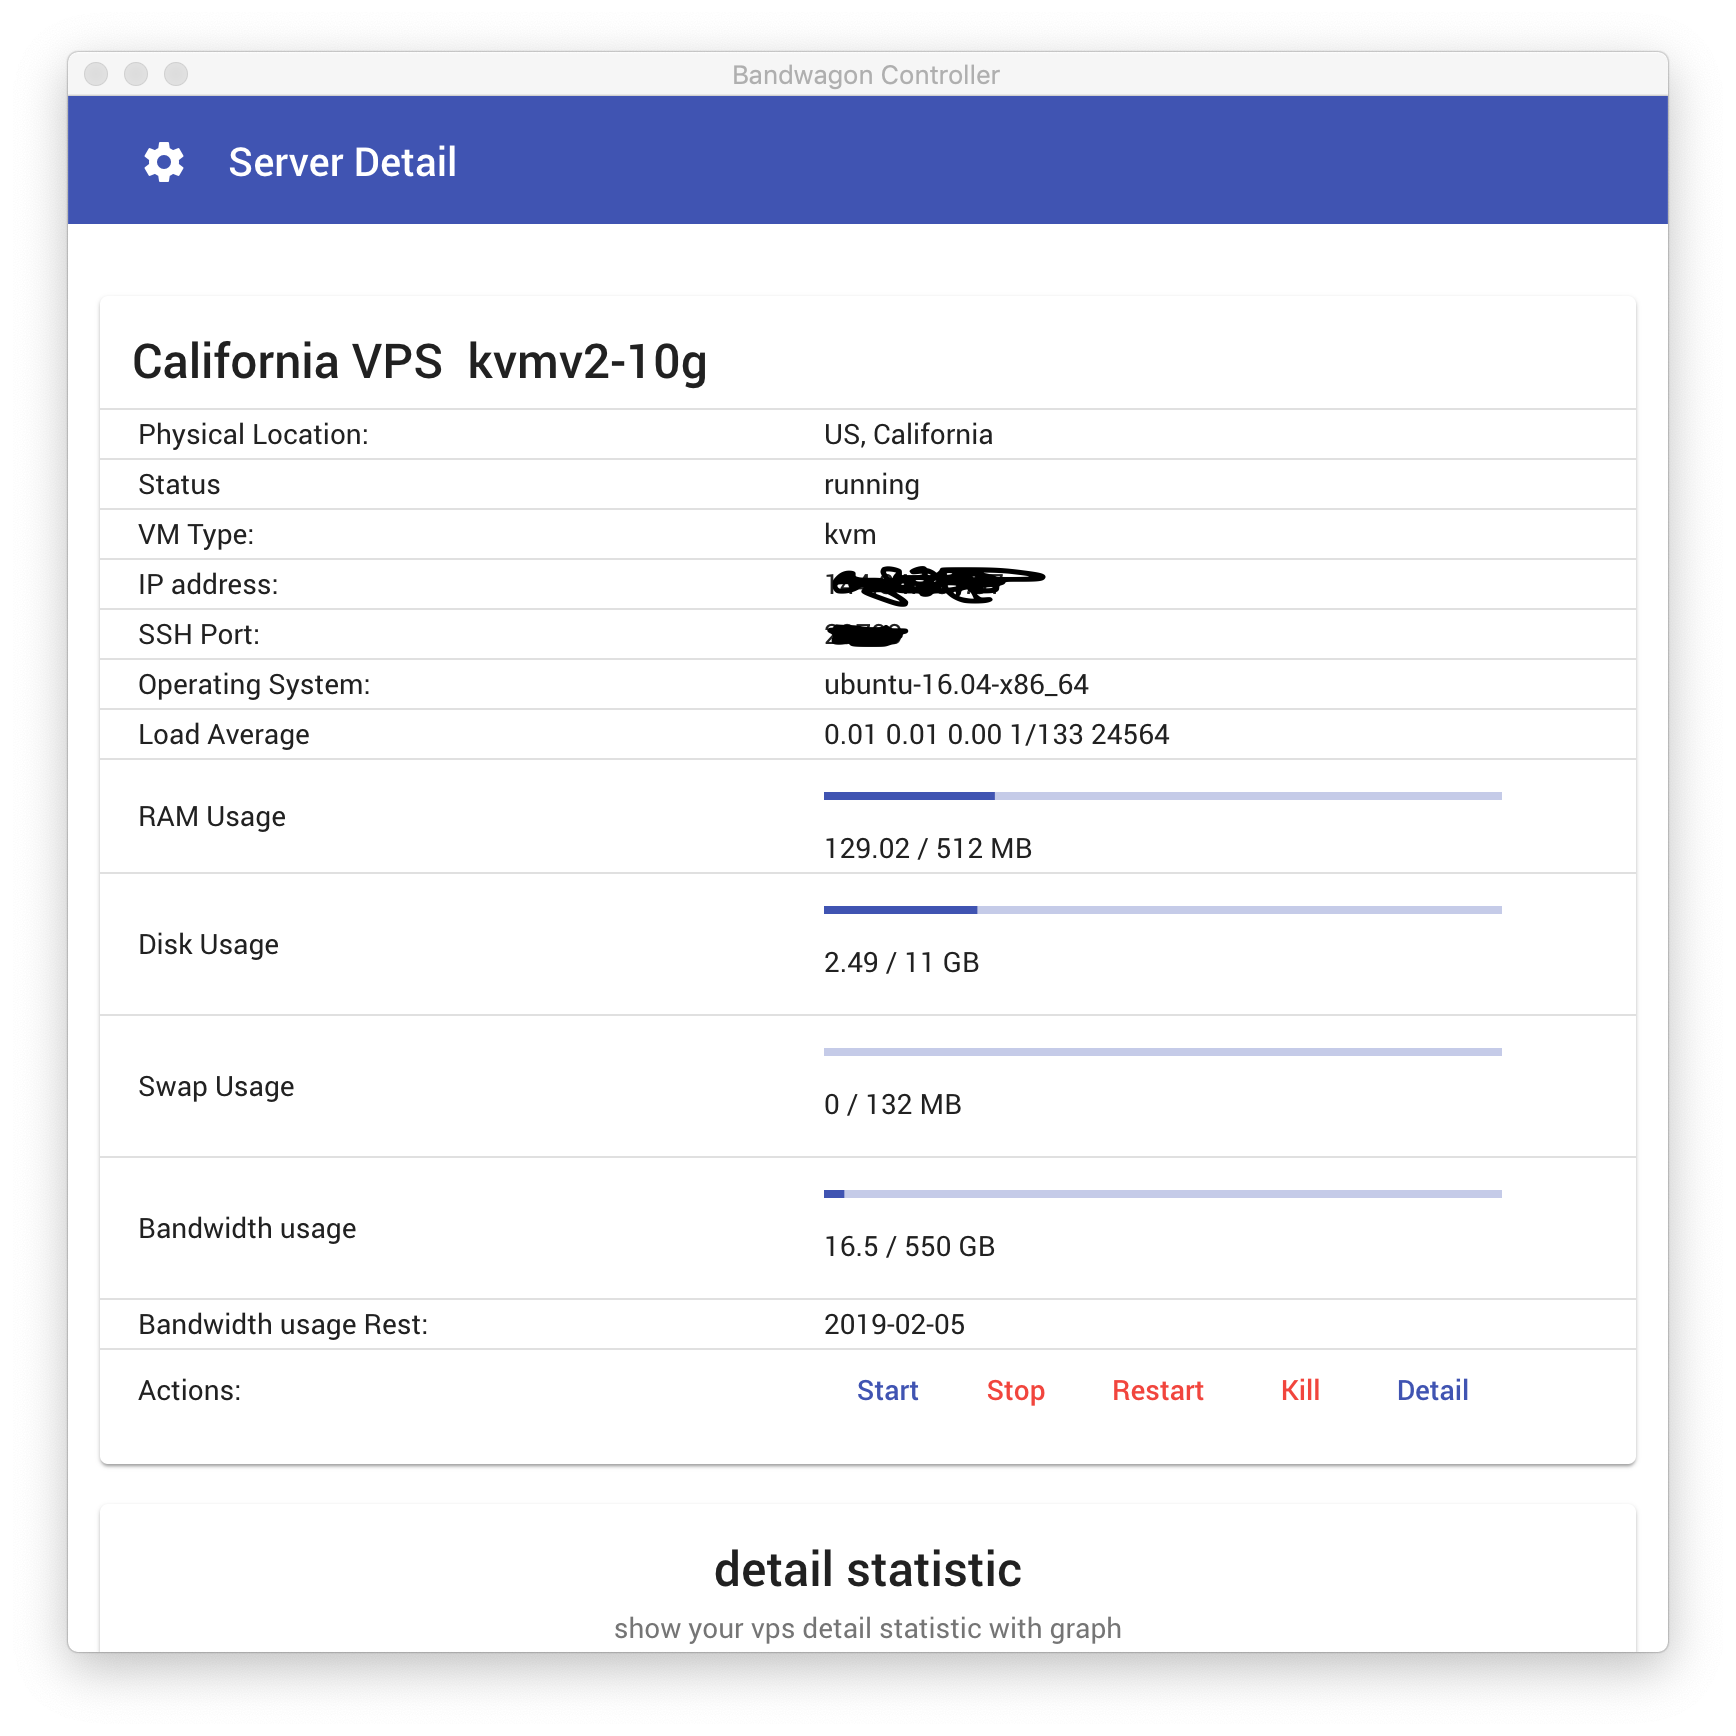 Bandwagon Controller
Server Detail
California VPS kvmv2-10g
Physical Location: US, California
Status running
VM Type: kvm
IP address:
SSH Port:
Operating System: ubuntu-16.04-x86_64
Load Average 0.01 0.01 0.00 1/133 24564
RAM Usage
129.02 / 512 MB
Disk Usage
2.49 / 11 GB
Swap Usage
0 / 132 MB
Bandwidth usage
16.5 / 550 GB
Bandwidth usage Rest: 2019-02-05
Actions: Start Stop Restart Kill Detail
detail statistic
show your vps detail statistic with graph